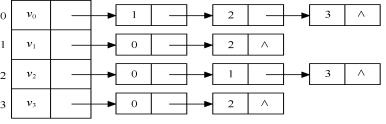 0 v₀ 1 2 3 ∧
1 v₁ 0 2 ∧
2 v₂ 0 1 3 ∧
3 v₃ 0 2 ∧